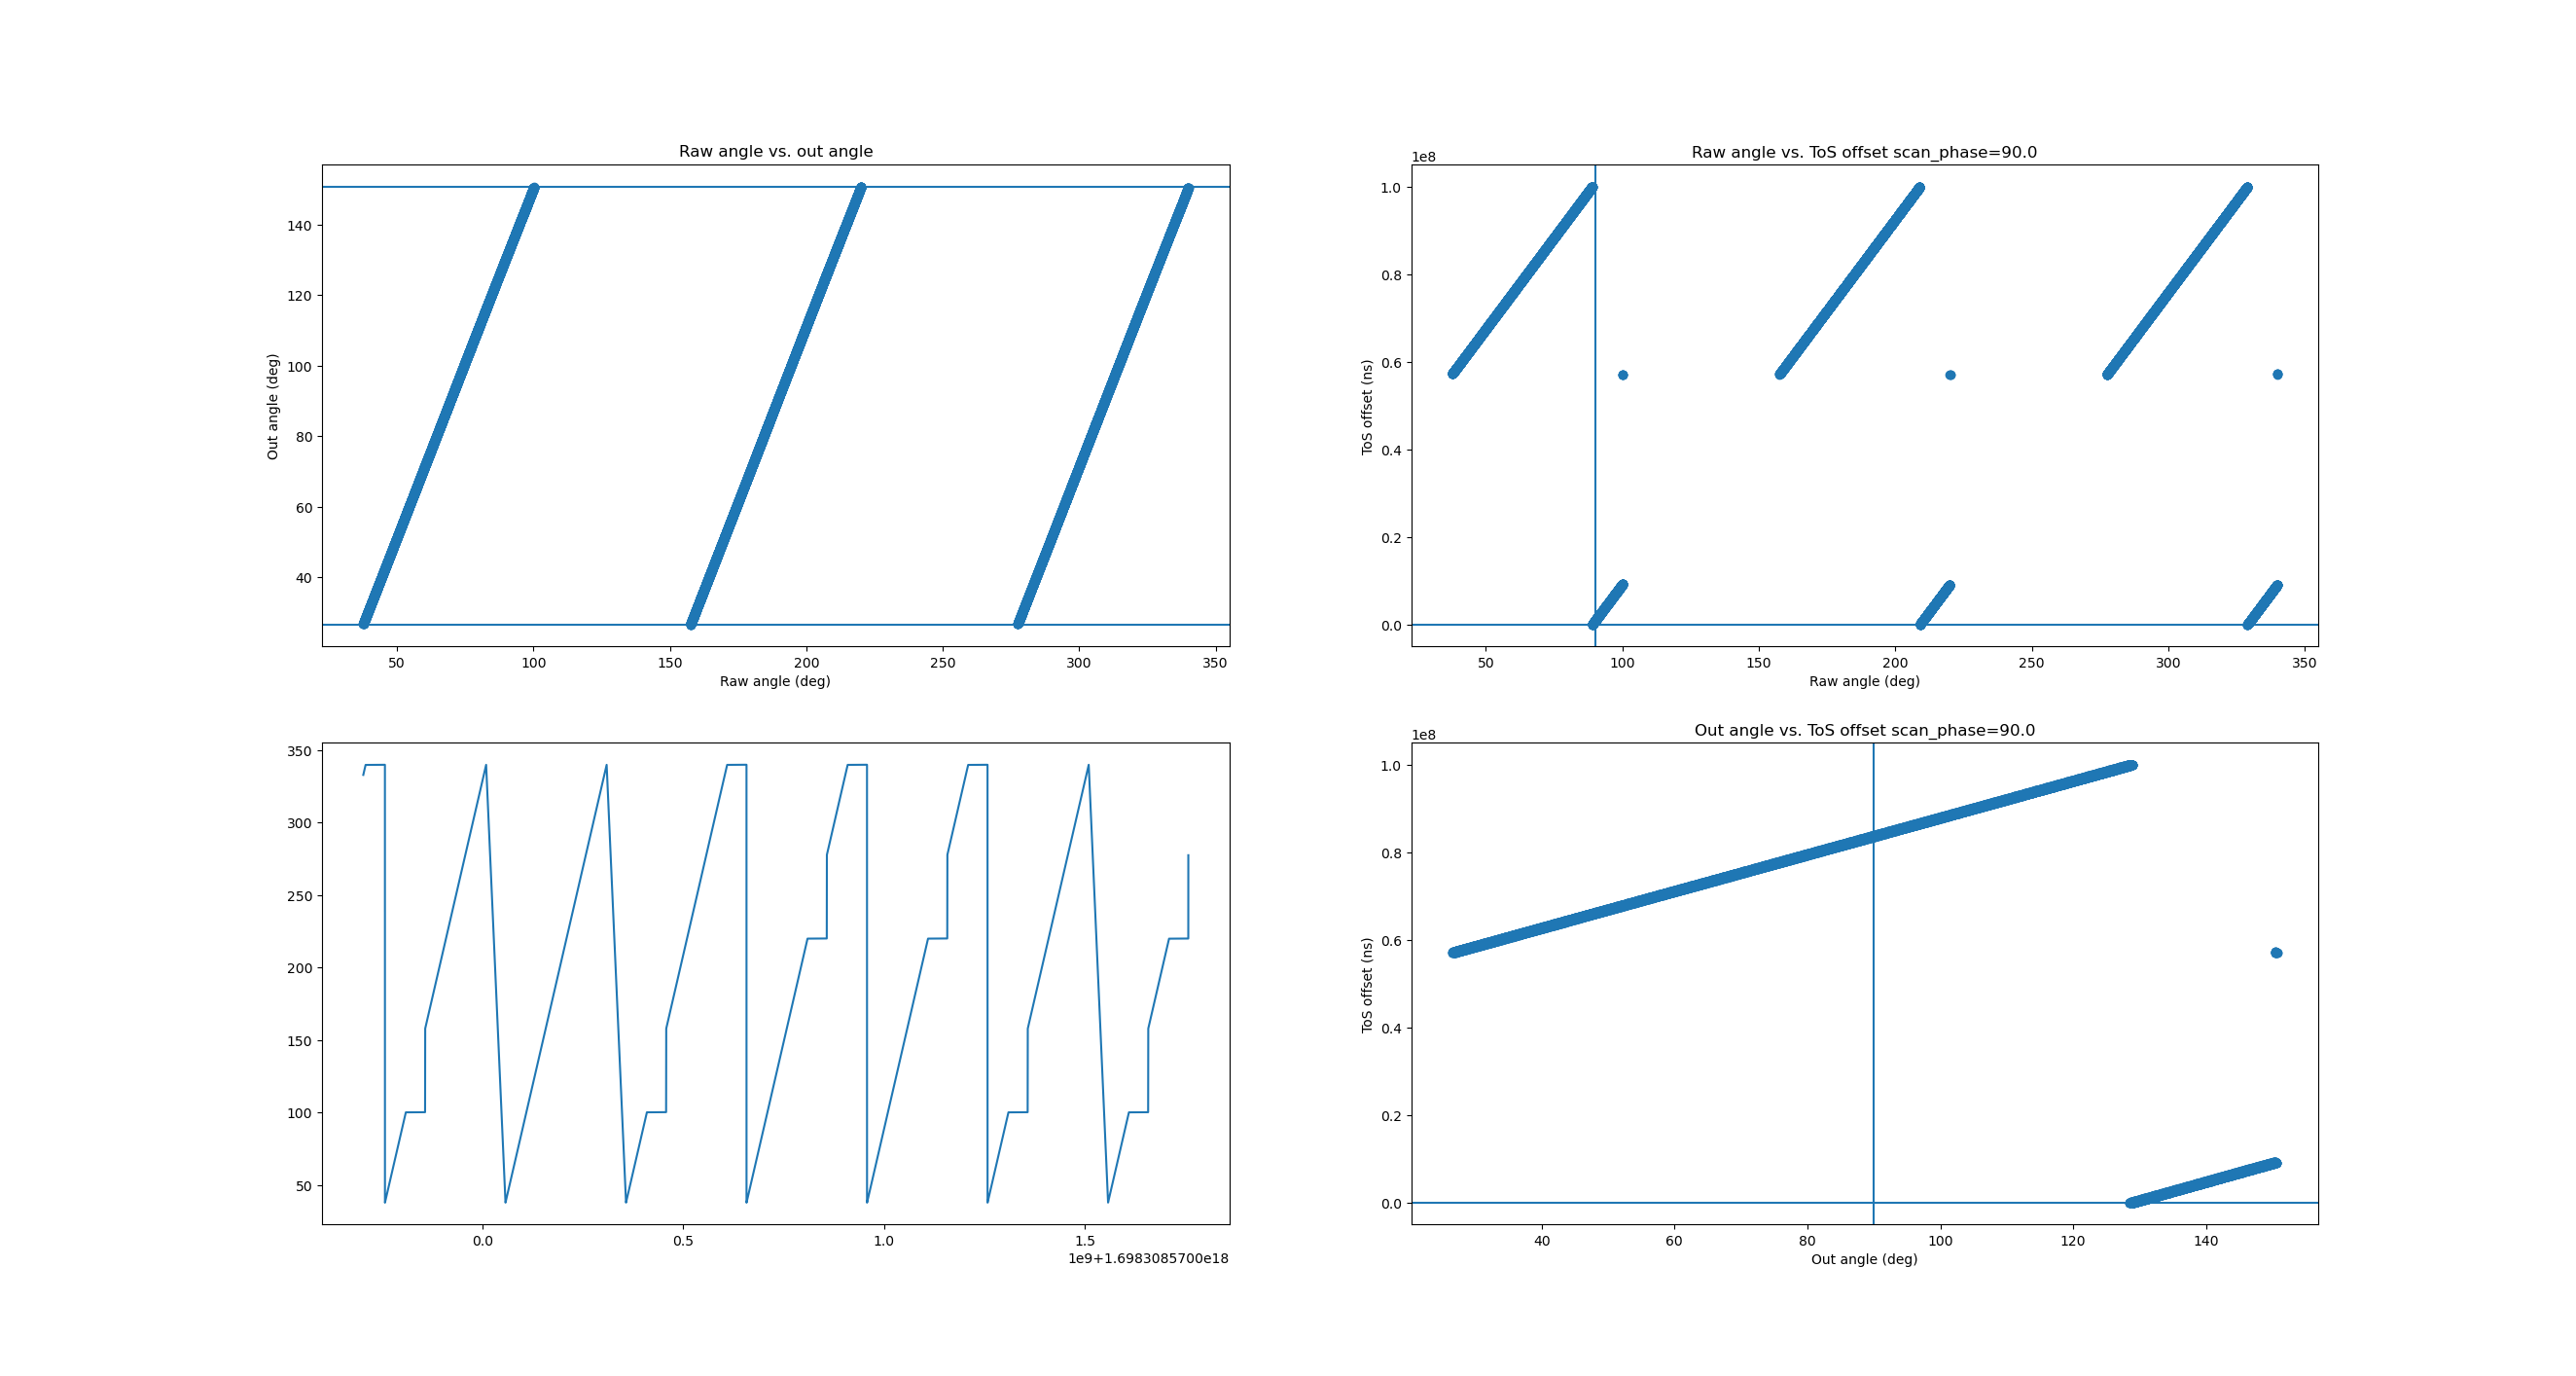 Raw angle vs. out angle
Out angle (deg)
140
120
100
80
60
40
50 100 150 200 250 300 350
Raw angle (deg)
Raw angle vs. ToS offset scan_phase=90.0
1e8
ToS offset (ns)
1.0
0.8
0.6
0.4
0.2
0.0
50 100 150 200 250 300 350
Raw angle (deg)
350
300
250
200
150
100
50
0.0 0.5 1.0 1.5
1e9+1.6983085700e18
Out angle vs. ToS offset scan_phase=90.0
1e8
ToS offset (ns)
1.0
0.8
0.6
0.4
0.2
0.0
40 60 80 100 120 140
Out angle (deg)